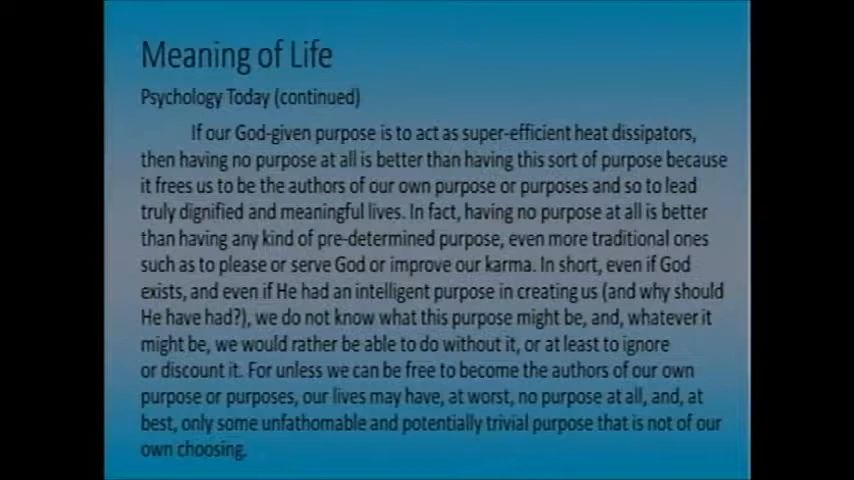 Meaning of Life
Psychology Today (continued)
If our God-given purpose is to act as super-efficient heat dissipators,
then having no purpose at all is better than having this sort of purpose because
it frees us to be the authors of our own purpose or purposes and so to lead
truly dignified and meaningful lives. In fact, having no purpose at all is better
than having any kind of pre-determined purpose, even more traditional ones
such as to please or serve God or improve our karma. In short, even if God
exists, and even if He had an intelligent purpose in creating us (and why should
He have had?), we do not know what this purpose might be, and, whatever it
might be, we would rather be able to do without it, or at least to ignore
or discount it. For unless we can be free to become the authors of our own
purpose or purposes, our lives may have, at worst, no purpose at all, and, at
best, only some unfathomable and potentially trivial purpose that is not of our
own choosing.